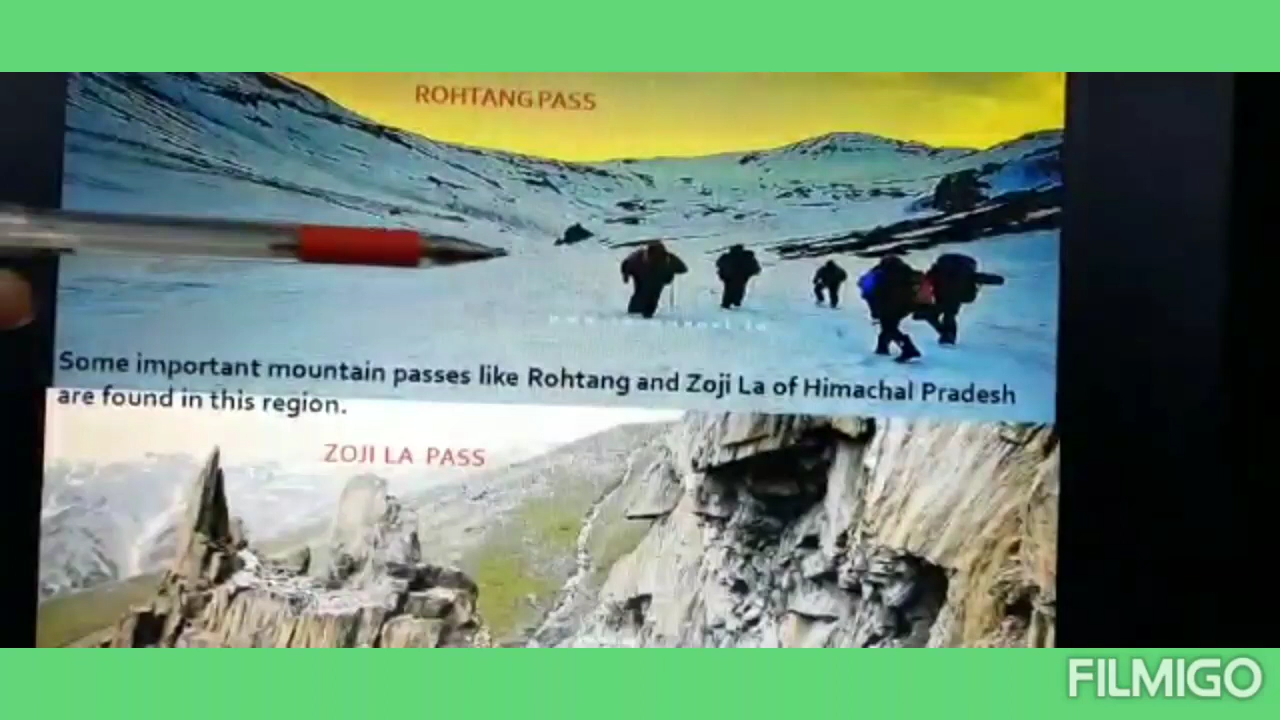 ROHTANG PASS
Some important mountain passes like Rohtang and Zoji La of Himachal Pradesh
are found in this region.
ZOJI LA PASS
FILMIGO